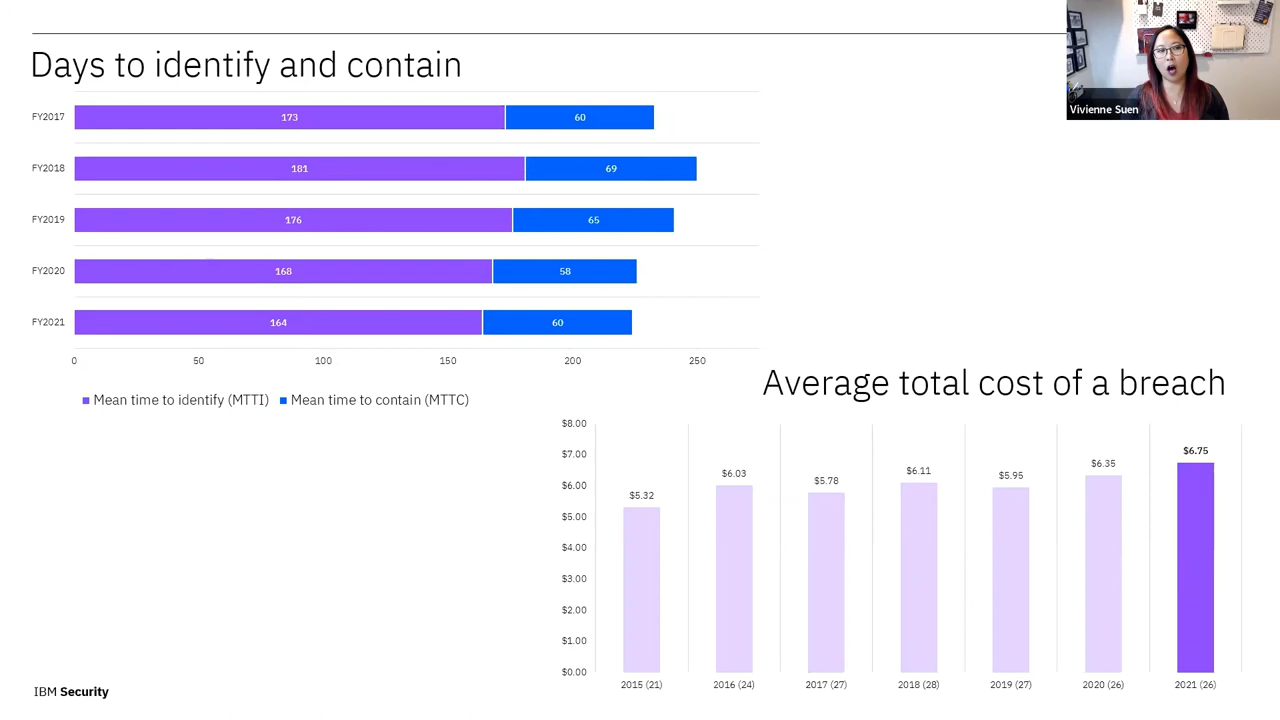 Days to identify and contain
FY2017 173 60
FY2018 181 69
FY2019 176 65
FY2020 168 58
FY2021 164 60
0 50 100 150 200 250
Mean time to identify (MTTI) Mean time to contain (MTTC)
Vivienne Suen
Average total cost of a breach
$8.00
$7.00
$6.00
$5.00
$4.00
$3.00
$2.00
$1.00
$0.00
$5.32 $6.03 $5.78 $6.11 $5.95 $6.35 $6.75
2015 (21) 2016 (24) 2017 (27) 2018 (28) 2019 (27) 2020 (26) 2021 (26)
IBM Security